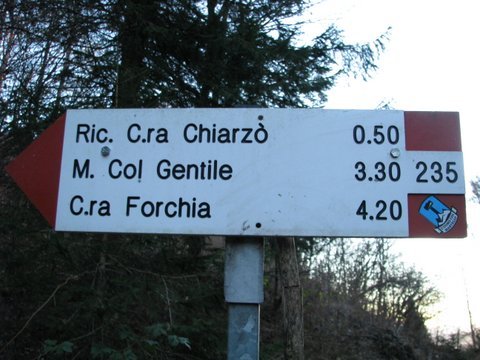 Ric. C.ra Chiarzò 0.50
M. Col Gentile 3.30 235
C.ra Forchia 4.20